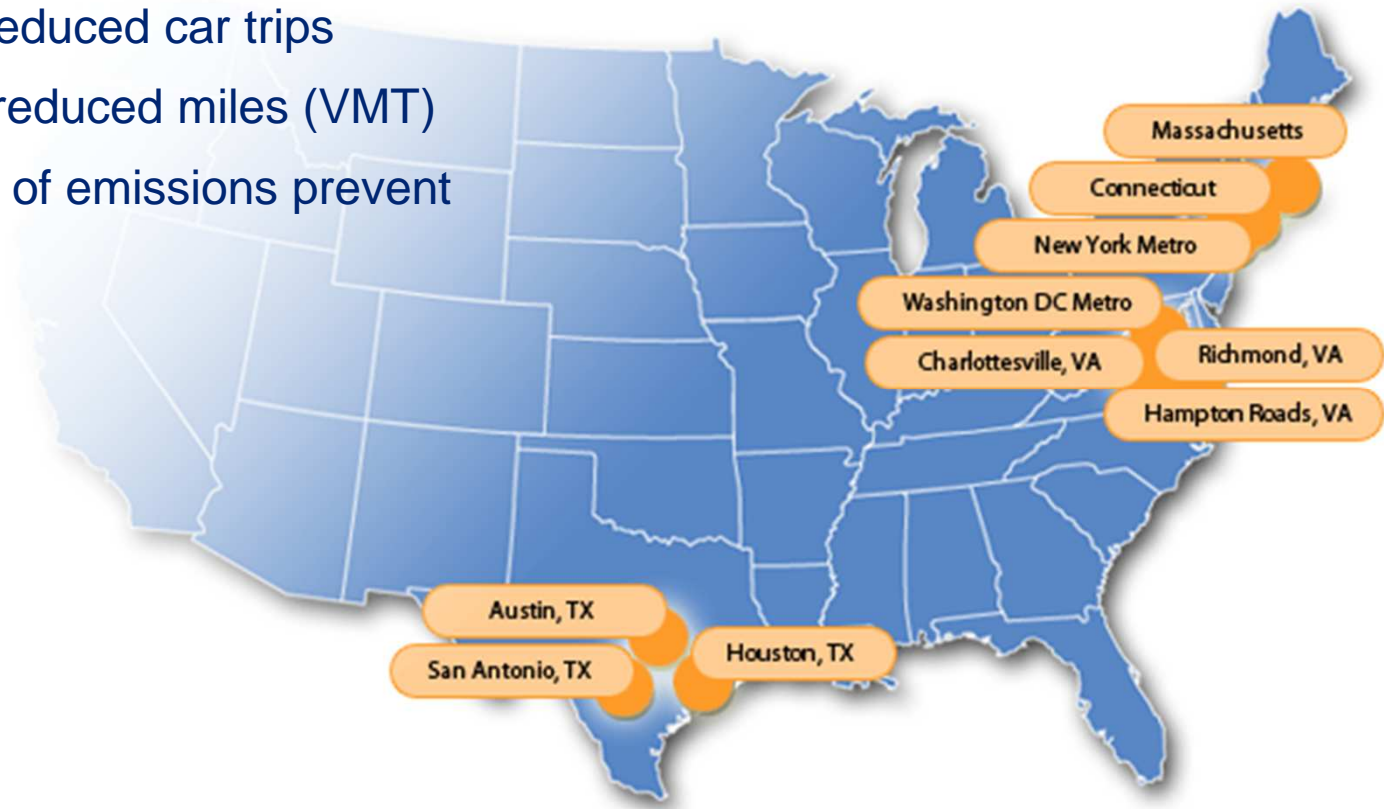 educed car trips
reduced miles (VMT)
of emissions prevent
Massachusetts
Connecticut
New York Metro
Washington DC Metro
Charlottesville, VA
Richmond, VA
Hampton Roads, VA
Austin, TX
Houston, TX
San Antonio, TX